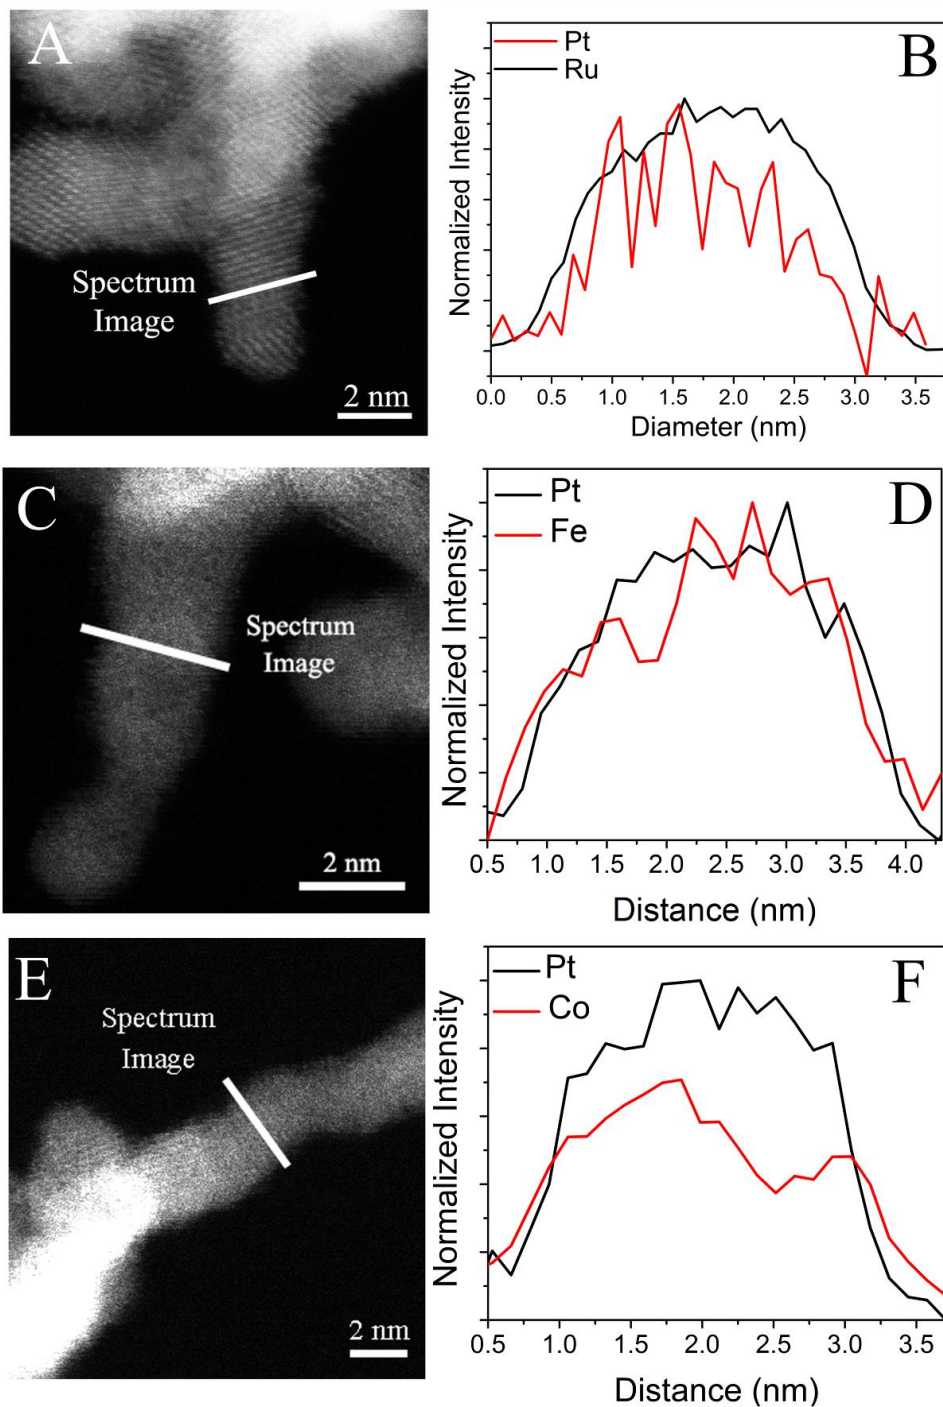 A
Spectrum
Image
2 nm
B
Pt
Ru
Normalized Intensity
0.0 0.5 1.0 1.5 2.0 2.5 3.0 3.5
Diameter (nm)
C
Spectrum
Image
2 nm
D
Pt
Fe
Normalized Intensity
0.5 1.0 1.5 2.0 2.5 3.0 3.5 4.0
Distance (nm)
E
Spectrum
Image
2 nm
F
Pt
Co
Normalized Intensity
0.5 1.0 1.5 2.0 2.5 3.0 3.5
Distance (nm)